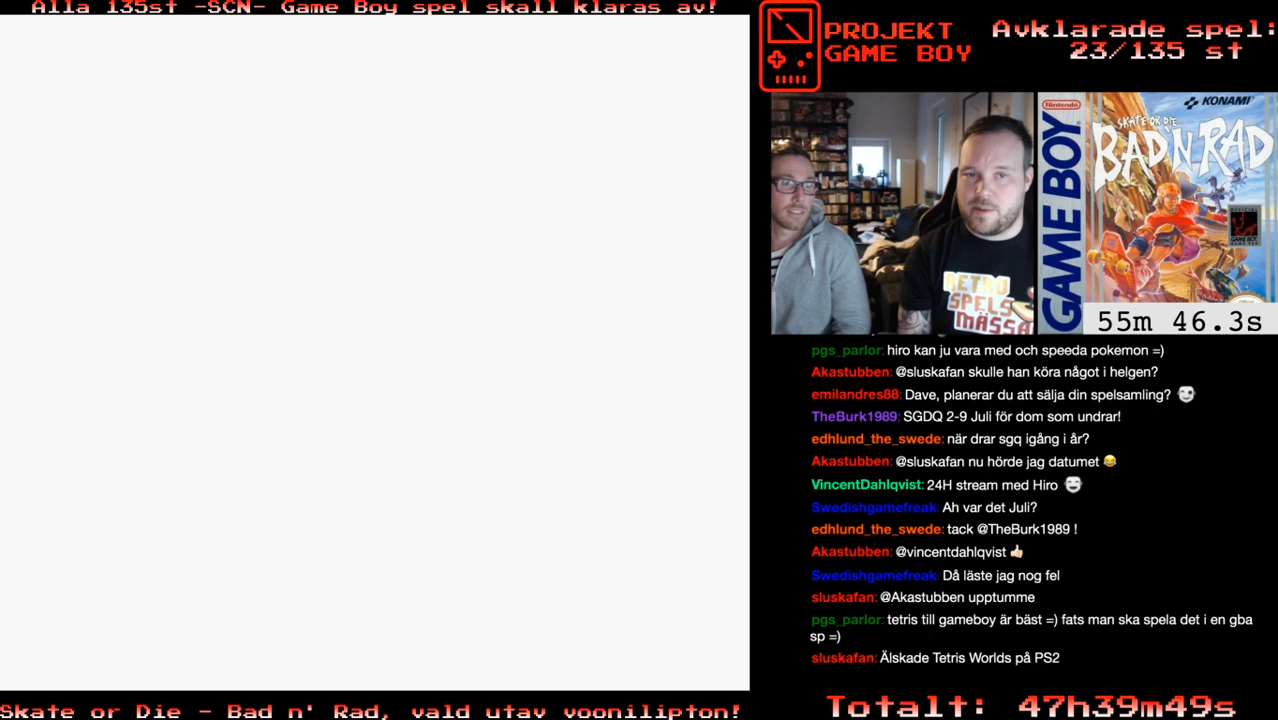 Alla 135st -SCN- Game Boy spel skall klaras av!
PROJEKT
GAME BOY
Avklarade spel:
23/135 st
Nintendo
GAME BOY
KONAMI
SKATE OR DIE
BAD'N RAD
RETRO
SPELS
MÄSSA
55m 46.3s
pgs_parlor: hiro kan ju vara med och speeda pokemon =)
Akastubben: @sluskafan skulle han köra något i helgen?
emilandres88: Dave, planerar du att sälja din spelsamling?
TheBurk1989: SGDQ 2-9 Juli för dom som undrar!
edhlund_the_swede: när drar sgq igång i år?
Akastubben: @sluskafan nu hörde jag datumet 😂
VincentDahlqvist: 24H stream med Hiro
Swedishgamefreak: Ah var det Juli?
edhlund_the_swede: tack @TheBurk1989 !
Akastubben: @vincentdahlqvist 👍🏻
Swedishgamefreak: Då läste jag nog fel
sluskafan: @Akastubben upptumme
pgs_parlor: tetris till gameboy är bäst =) fats man ska spela det i en gba
sp =)
sluskafan: Älskade Tetris Worlds på PS2
Skate or Die - Bad n' Rad, vald utav voonilipton!
Totalt: 47h39m49s